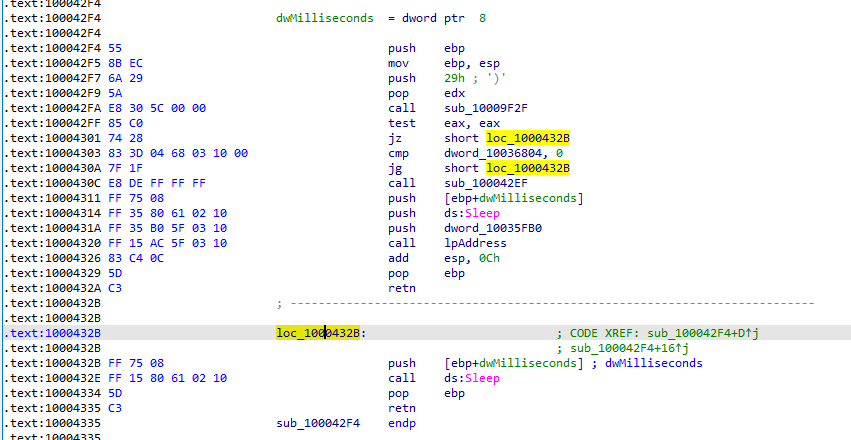 .text:100042F4
.text:100042F4 dwMilliseconds = dword ptr 8
.text:100042F4
.text:100042F4
.text:100042F4 55 push ebp
.text:100042F5 8B EC mov ebp, esp
.text:100042F7 6A 29 push 29h ; ')'
.text:100042F9 5A pop edx
.text:100042FA E8 30 5C 00 00 call sub_10009F2F
.text:100042FF 85 C0 test eax, eax
.text:10004301 74 28 jz short loc_1000432B
.text:10004303 83 3D 04 68 03 10 00 cmp dword_10036804, 0
.text:1000430A 7F 1F jg short loc_1000432B
.text:1000430C E8 DE FF FF FF call sub_100042EF
.text:10004311 FF 75 08 push [ebp+dwMilliseconds]
.text:10004314 FF 35 80 61 02 10 push ds:Sleep
.text:1000431A FF 35 B0 5F 03 10 push dword_10035FB0
.text:10004320 FF 15 AC 5F 03 10 call lpAddress
.text:10004326 83 C4 0C add esp, 0Ch
.text:10004329 5D pop ebp
.text:1000432A C3 retn
.text:1000432B ; ---------------------------------------------------------------------------
.text:1000432B
.text:1000432B loc_1000432B: ; CODE XREF: sub_100042F4+D↑j
.text:1000432B ; sub_100042F4+16↑j
.text:1000432B FF 75 08 push [ebp+dwMilliseconds] ; dwMilliseconds
.text:1000432E FF 15 80 61 02 10 call ds:Sleep
.text:10004334 5D pop ebp
.text:10004335 C3 retn
.text:10004335 sub_100042F4 endp
.text:10004335